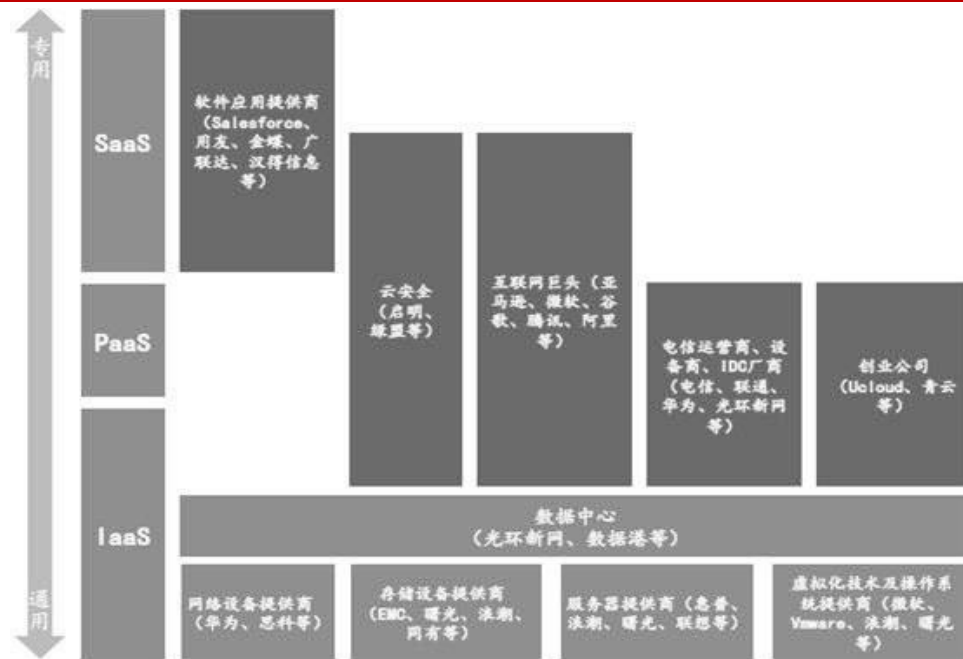 专用
SaaS
软件应用提供商
（Salesforce、
用友、金蝶、广
联达、汉得信息
等）
云安全
（启明、
绿盟等）
互联网巨头（亚
马逊、微软、谷
歌、腾讯、阿里
等）
PaaS
电信运营商、设
备商、IDC厂商
（电信、联通、
华为、光环新网
等）
创业公司
（Ucloud、青云
等）
IaaS
数据中心
（光环新网、数据港等）
通用
网络设备提供商
（华为、思科等）
存储设备提供商
（EMC、曙光、浪潮、
同有等）
服务器提供商（惠普、
浪潮、曙光、联想等）
虚拟化技术及操作系
统提供商（微软、
Vmware、浪潮、曙光
等）